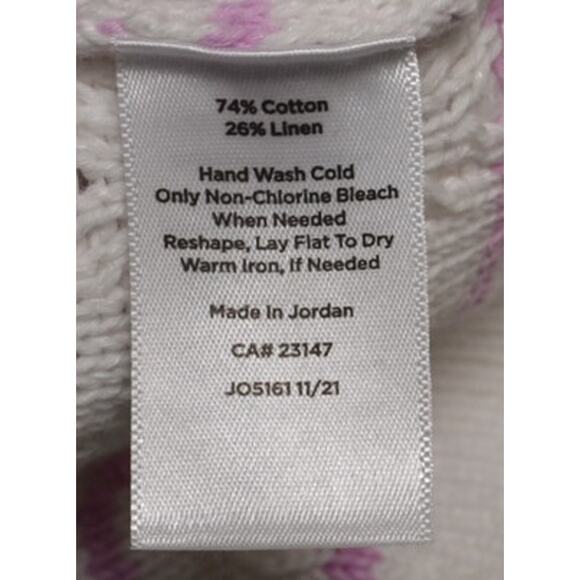 74% Cotton
26% Linen
Hand Wash Cold
Only Non-Chlorine Bleach
When Needed
Reshape, Lay Flat To Dry
Warm Iron, If Needed
Made In Jordan
CA# 23147
JO5161 11/21